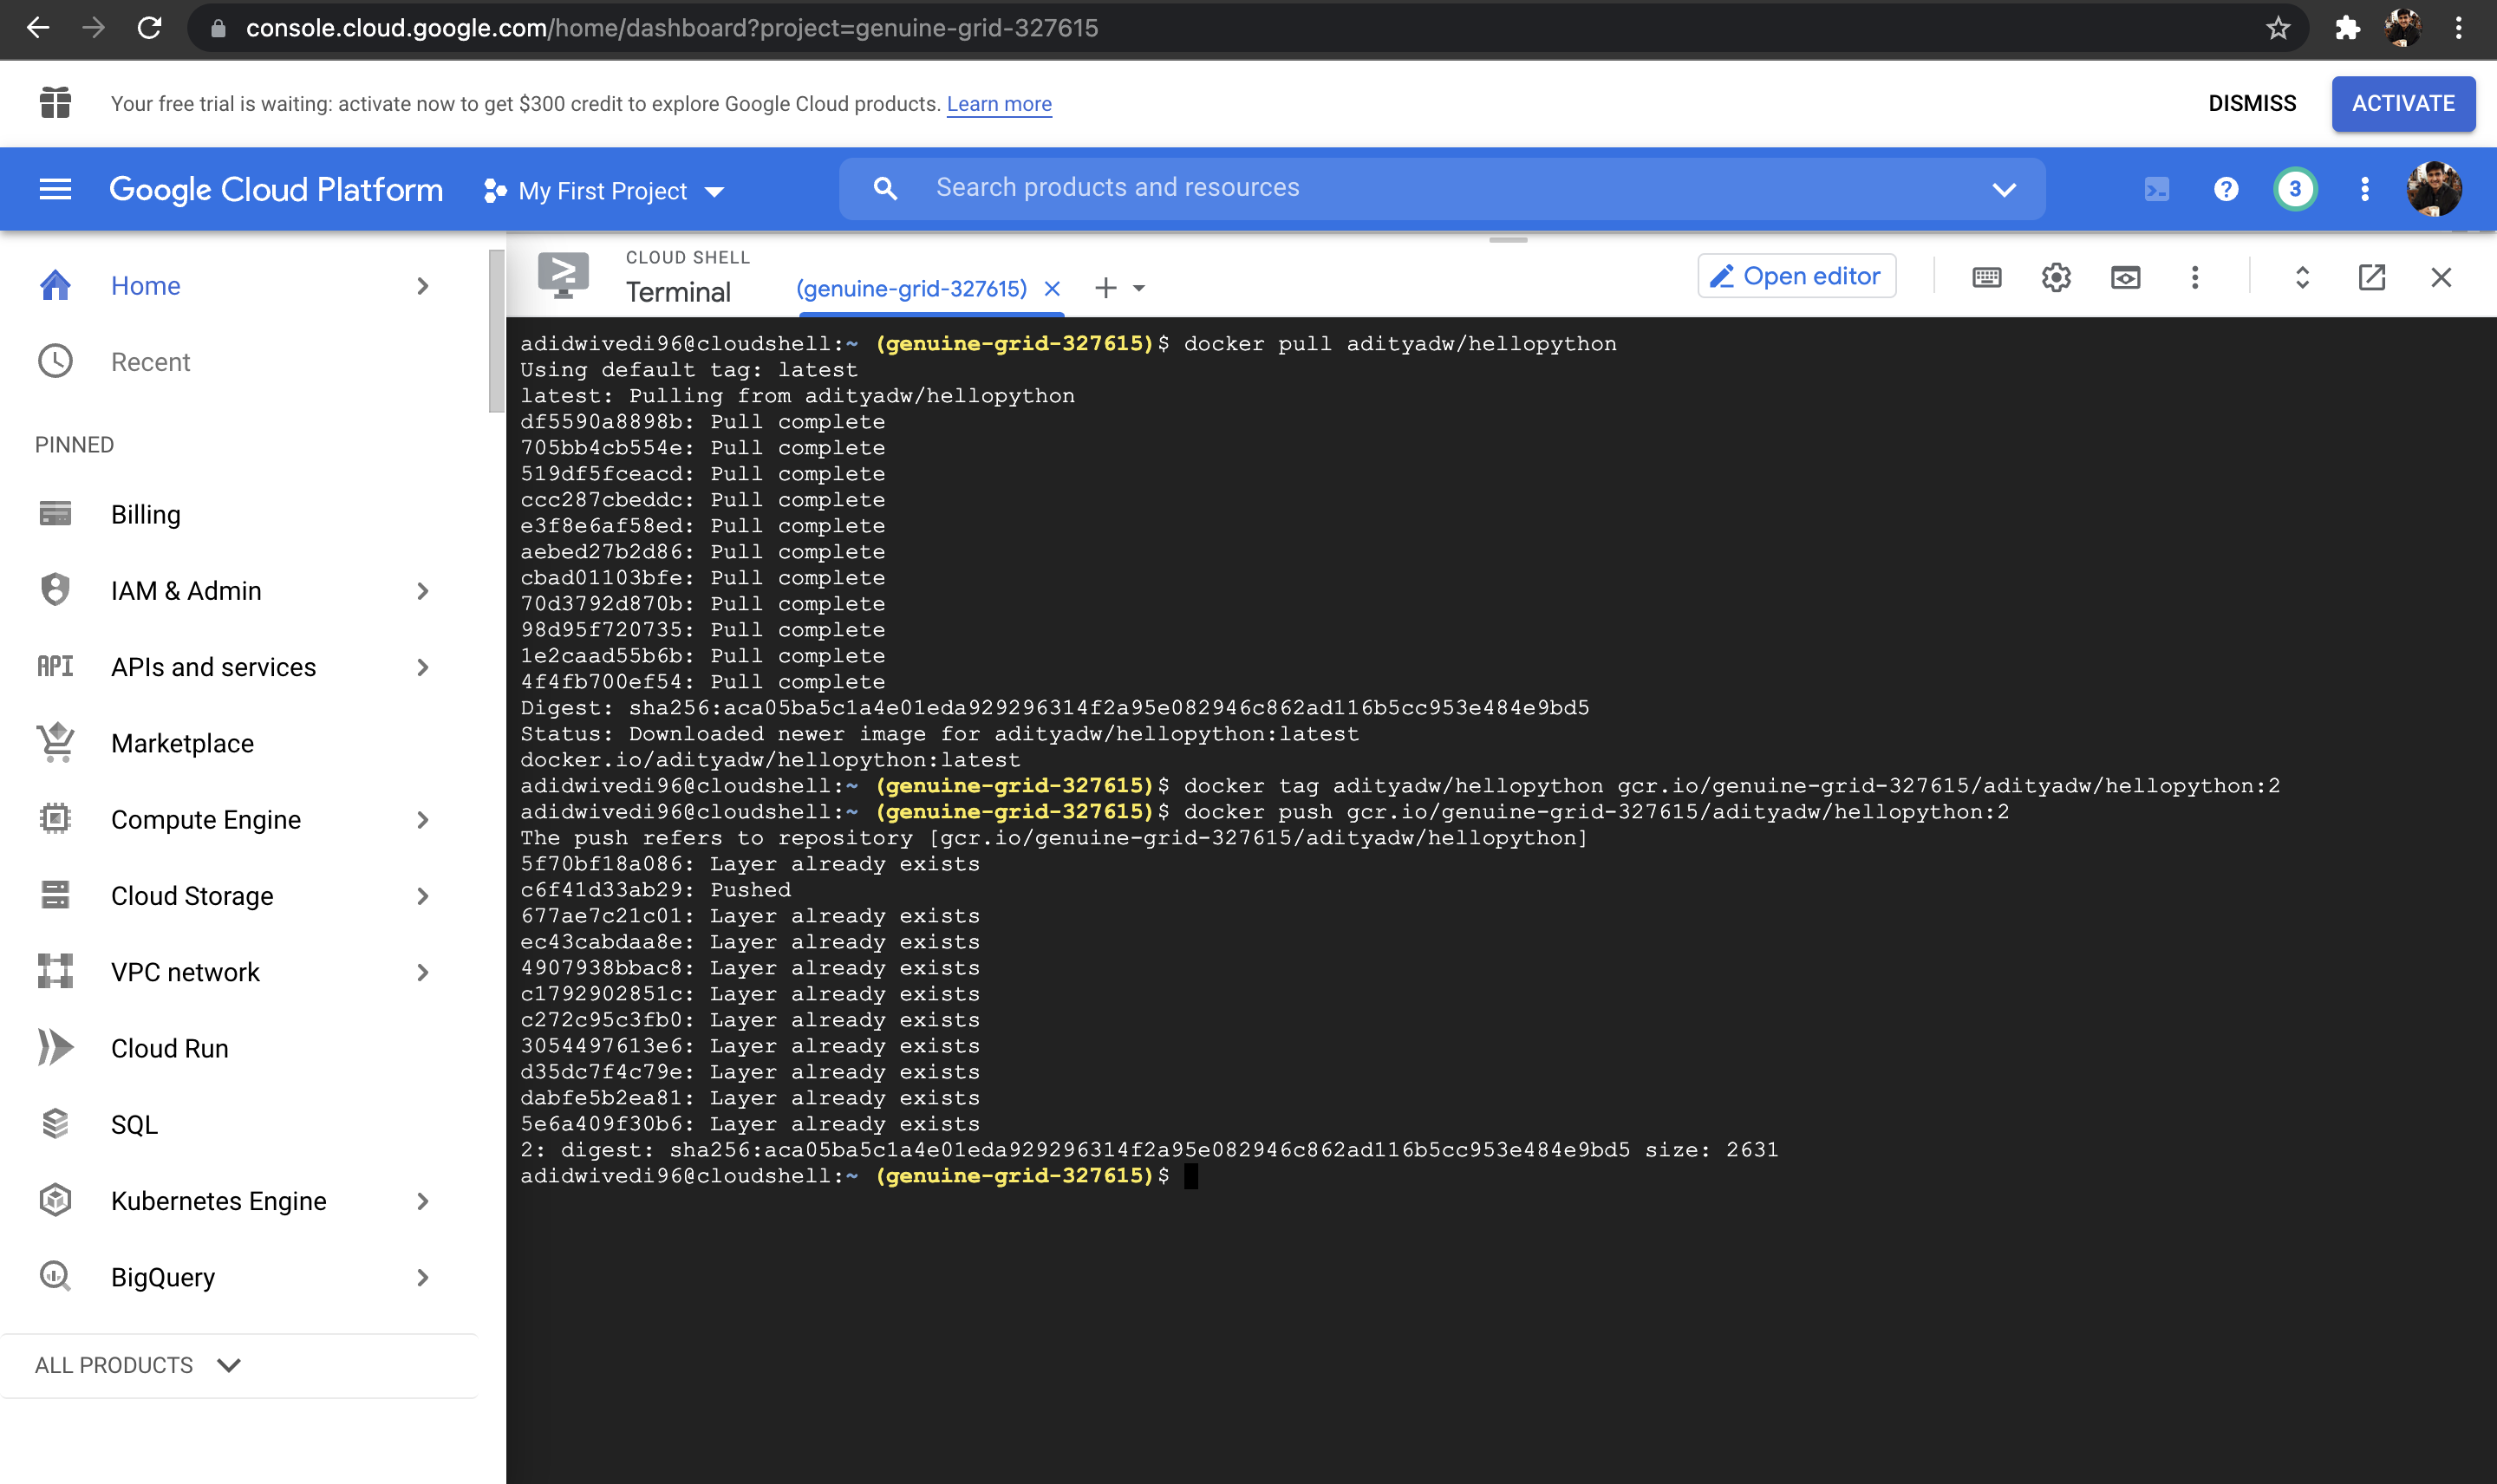 console.cloud.google.com/home/dashboard?project=genuine-grid-327615
Your free trial is waiting: activate now to get $300 credit to explore Google Cloud products. Learn more
DISMISS
ACTIVATE
Google Cloud Platform
My First Project
Search products and resources
3
Home
Recent
PINNED
Billing
IAM & Admin
API
APIs and services
Marketplace
Compute Engine
Cloud Storage
VPC network
Cloud Run
SQL
Kubernetes Engine
BigQuery
ALL PRODUCTS
CLOUD SHELL
Terminal
(genuine-grid-327615)
Open editor
adidwivedi96@cloudshell:~ (genuine-grid-327615)$ docker pull adityadw/hellopython
Using default tag: latest
latest: Pulling from adityadw/hellopython
df5590a8898b: Pull complete
705bb4cb554e: Pull complete
519df5fceacd: Pull complete
ccc287cbeddc: Pull complete
e3f8e6af58ed: Pull complete
aebed27b2d86: Pull complete
cbad01103bfe: Pull complete
70d3792d870b: Pull complete
98d95f720735: Pull complete
1e2caad55b6b: Pull complete
4f4fb700ef54: Pull complete
Digest: sha256:aca05ba5c1a4e01eda929296314f2a95e082946c862ad116b5cc953e484e9bd5
Status: Downloaded newer image for adityadw/hellopython:latest
docker.io/adityadw/hellopython:latest
adidwivedi96@cloudshell:~ (genuine-grid-327615)$ docker tag adityadw/hellopython gcr.io/genuine-grid-327615/adityadw/hellopython:2
adidwivedi96@cloudshell:~ (genuine-grid-327615)$ docker push gcr.io/genuine-grid-327615/adityadw/hellopython:2
The push refers to repository [gcr.io/genuine-grid-327615/adityadw/hellopython]
5f70bf18a086: Layer already exists
c6f41d33ab29: Pushed
677ae7c21c01: Layer already exists
ec43cabdaa8e: Layer already exists
4907938bbac8: Layer already exists
c1792902851c: Layer already exists
c272c95c3fb0: Layer already exists
3054497613e6: Layer already exists
d35dc7f4c79e: Layer already exists
dabfe5b2ea81: Layer already exists
5e6a409f30b6: Layer already exists
2: digest: sha256:aca05ba5c1a4e01eda929296314f2a95e082946c862ad116b5cc953e484e9bd5 size: 2631
adidwivedi96@cloudshell:~ (genuine-grid-327615)$